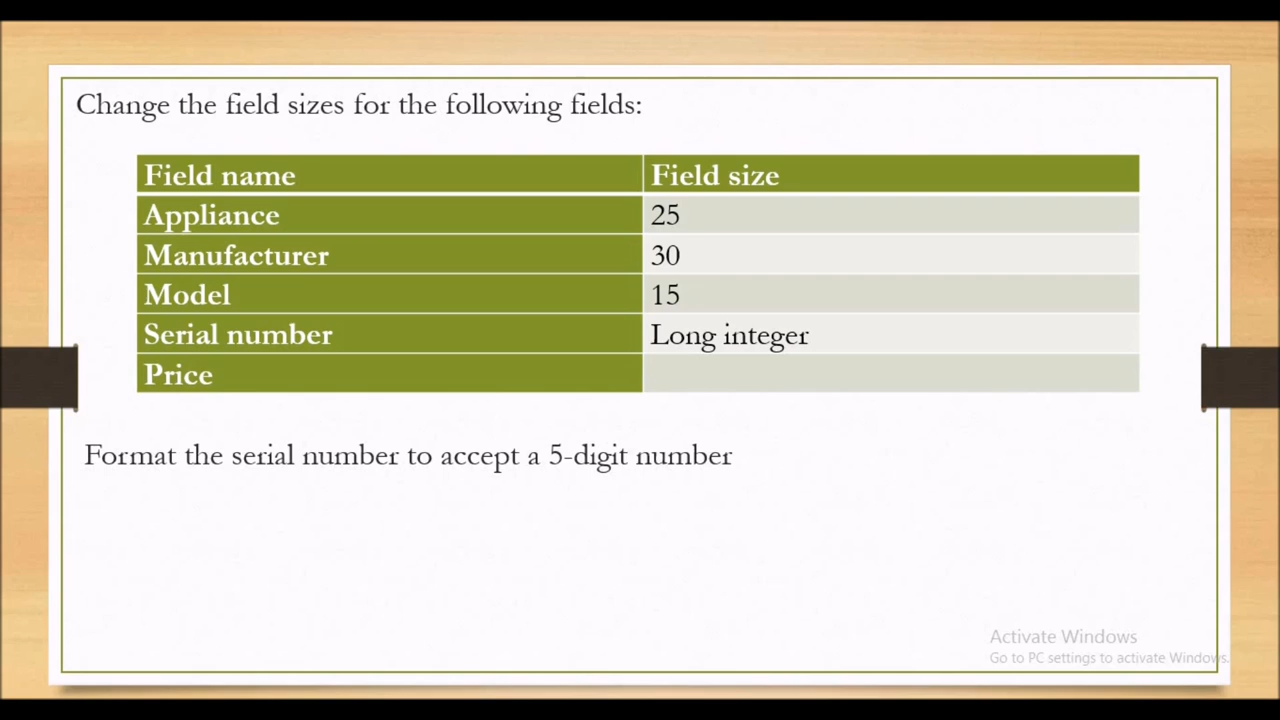 Change the field sizes for the following fields:
Field name Field size
Appliance 25
Manufacturer 30
Model 15
Serial number Long integer
Price
Format the serial number to accept a 5-digit number
Activate Windows
Go to PC settings to activate Windows.